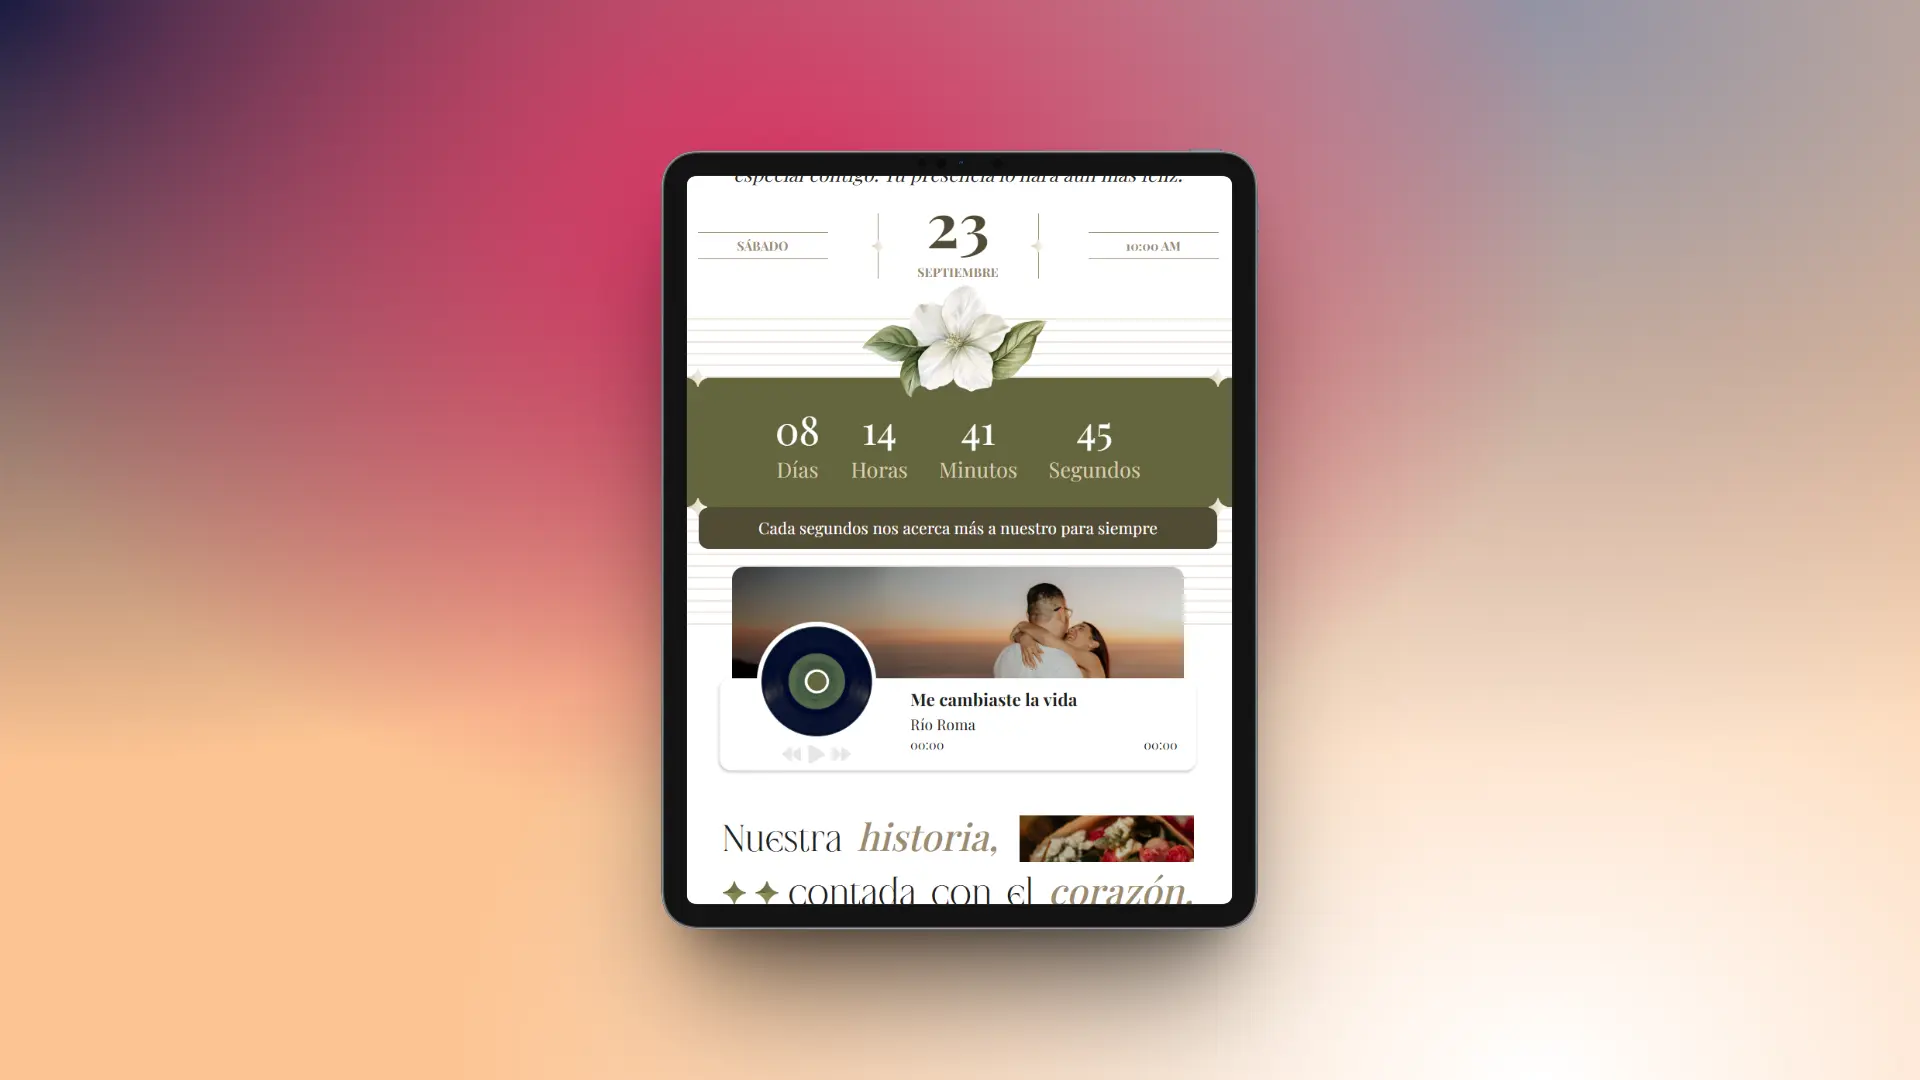 especial contigo. Tu presencia lo hará aún más feliz.
SÁBADO
23
SEPTIEMBRE
10:00 AM
08 14 41 45
Días Horas Minutos Segundos
Cada segundos nos acerca más a nuestro para siempre
Me cambiaste la vida
Río Roma
00:00 00:00
Nuestra historia,
contada con el corazón.